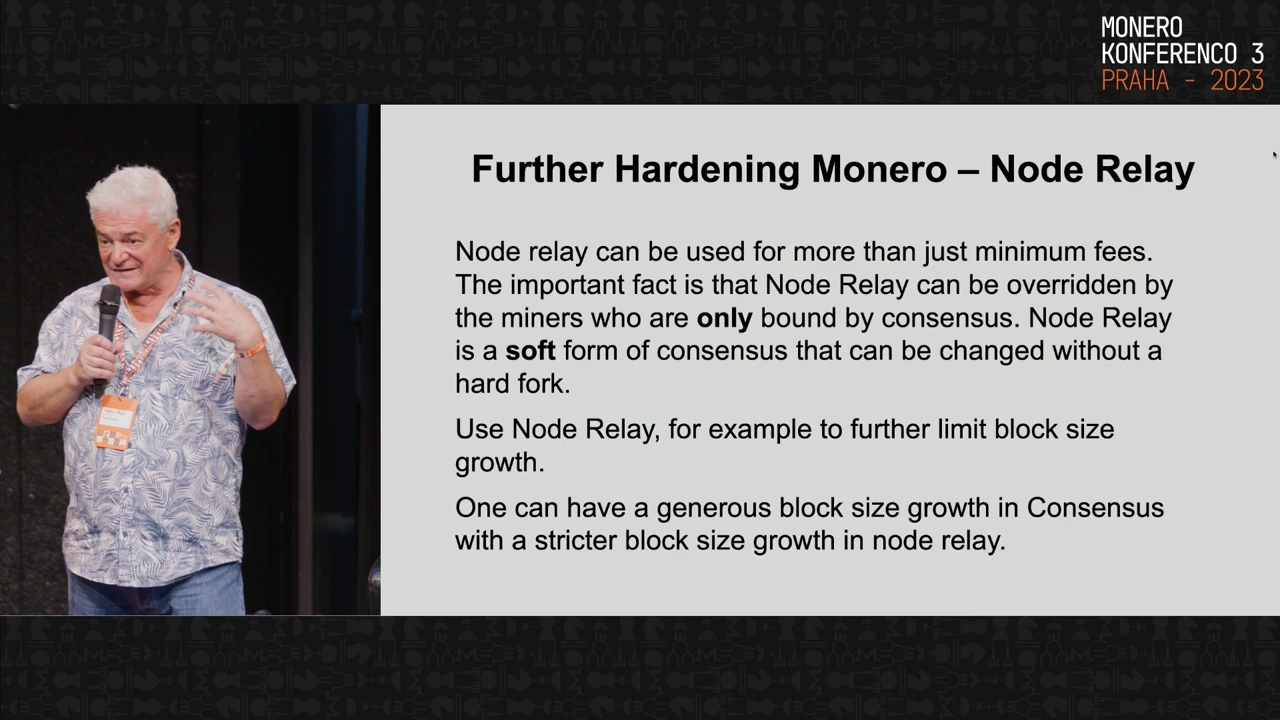 MONERO
KONFERENCO 3
PRAHA - 2023
Further Hardening Monero – Node Relay
Node relay can be used for more than just minimum fees.
The important fact is that Node Relay can be overridden by
the miners who are only bound by consensus. Node Relay
is a soft form of consensus that can be changed without a
hard fork.
Use Node Relay, for example to further limit block size
growth.
One can have a generous block size growth in Consensus
with a stricter block size growth in node relay.